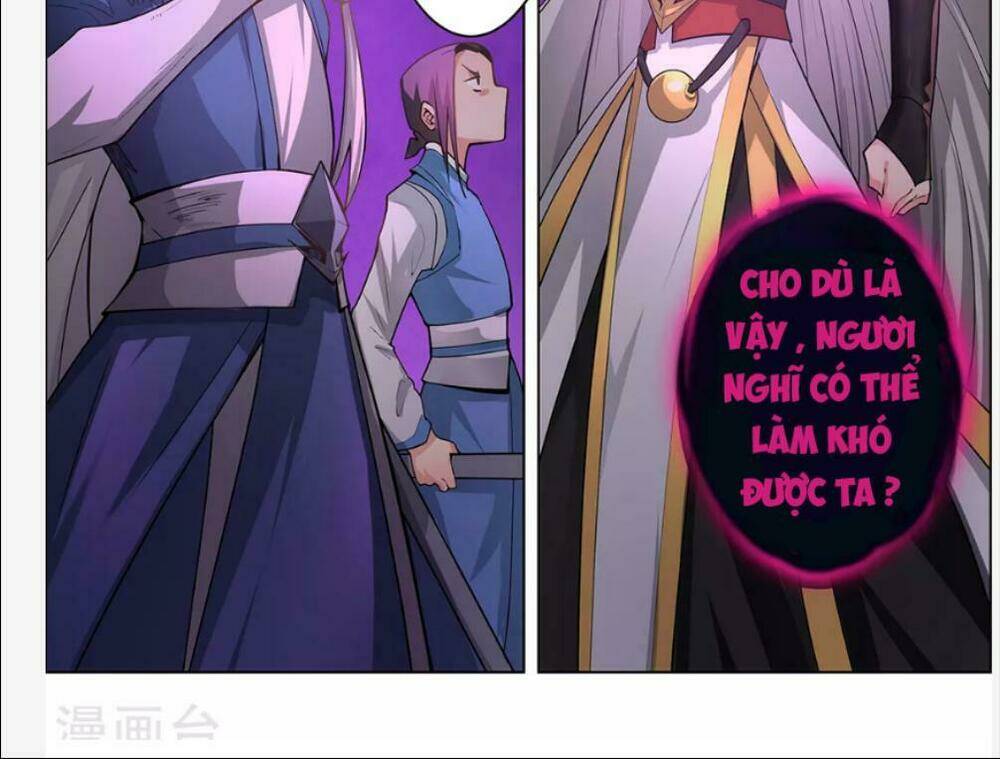 CHO DÙ LÀ
VẬY , NGƯƠI
NGHĨ CÓ THỂ
LÀM KHÓ
ĐƯỢC TA ?
漫画台